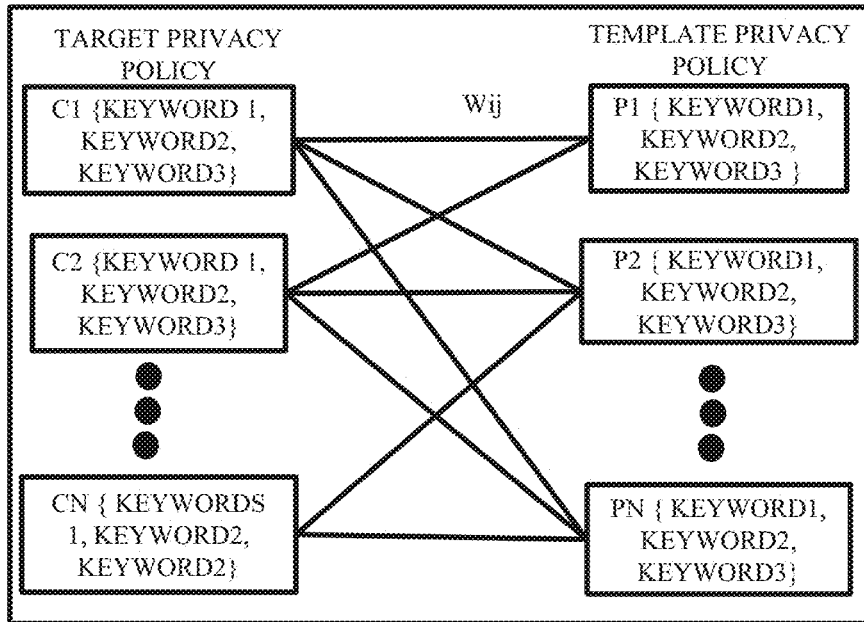 TARGET PRIVACY
POLICY
C1 {KEYWORD 1,
KEYWORD2,
KEYWORD3}
C2 {KEYWORD 1,
KEYWORD2,
KEYWORD3}
CN { KEYWORDS
1, KEYWORD2,
KEYWORD2}
Wij
TEMPLATE PRIVACY
POLICY
P1 { KEYWORD1,
KEYWORD2,
KEYWORD3 }
P2 { KEYWORD1,
KEYWORD2,
KEYWORD3}
PN { KEYWORD1,
KEYWORD2,
KEYWORD3}